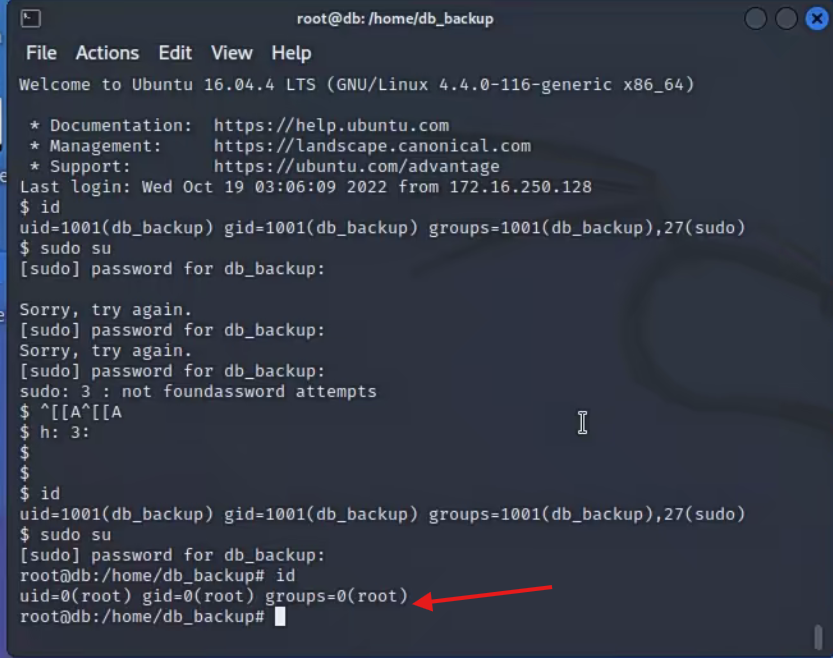 root@db: /home/db_backup
File Actions Edit View Help
Welcome to Ubuntu 16.04.4 LTS (GNU/Linux 4.4.0-116-generic x86_64)
* Documentation: https://help.ubuntu.com
* Management: https://landscape.canonical.com
* Support: https://ubuntu.com/advantage
Last login: Wed Oct 19 03:06:09 2022 from 172.16.250.128
$ id
uid=1001(db_backup) gid=1001(db_backup) groups=1001(db_backup),27(sudo)
$ sudo su
[sudo] password for db_backup:
Sorry, try again.
[sudo] password for db_backup:
Sorry, try again.
[sudo] password for db_backup:
sudo: 3 : not foundassword attempts
$ ^[[A^[[A
$ h: 3:
$
$
$ id
uid=1001(db_backup) gid=1001(db_backup) groups=1001(db_backup),27(sudo)
$ sudo su
[sudo] password for db_backup:
root@db:/home/db_backup# id
uid=0(root) gid=0(root) groups=0(root)
root@db:/home/db_backup#